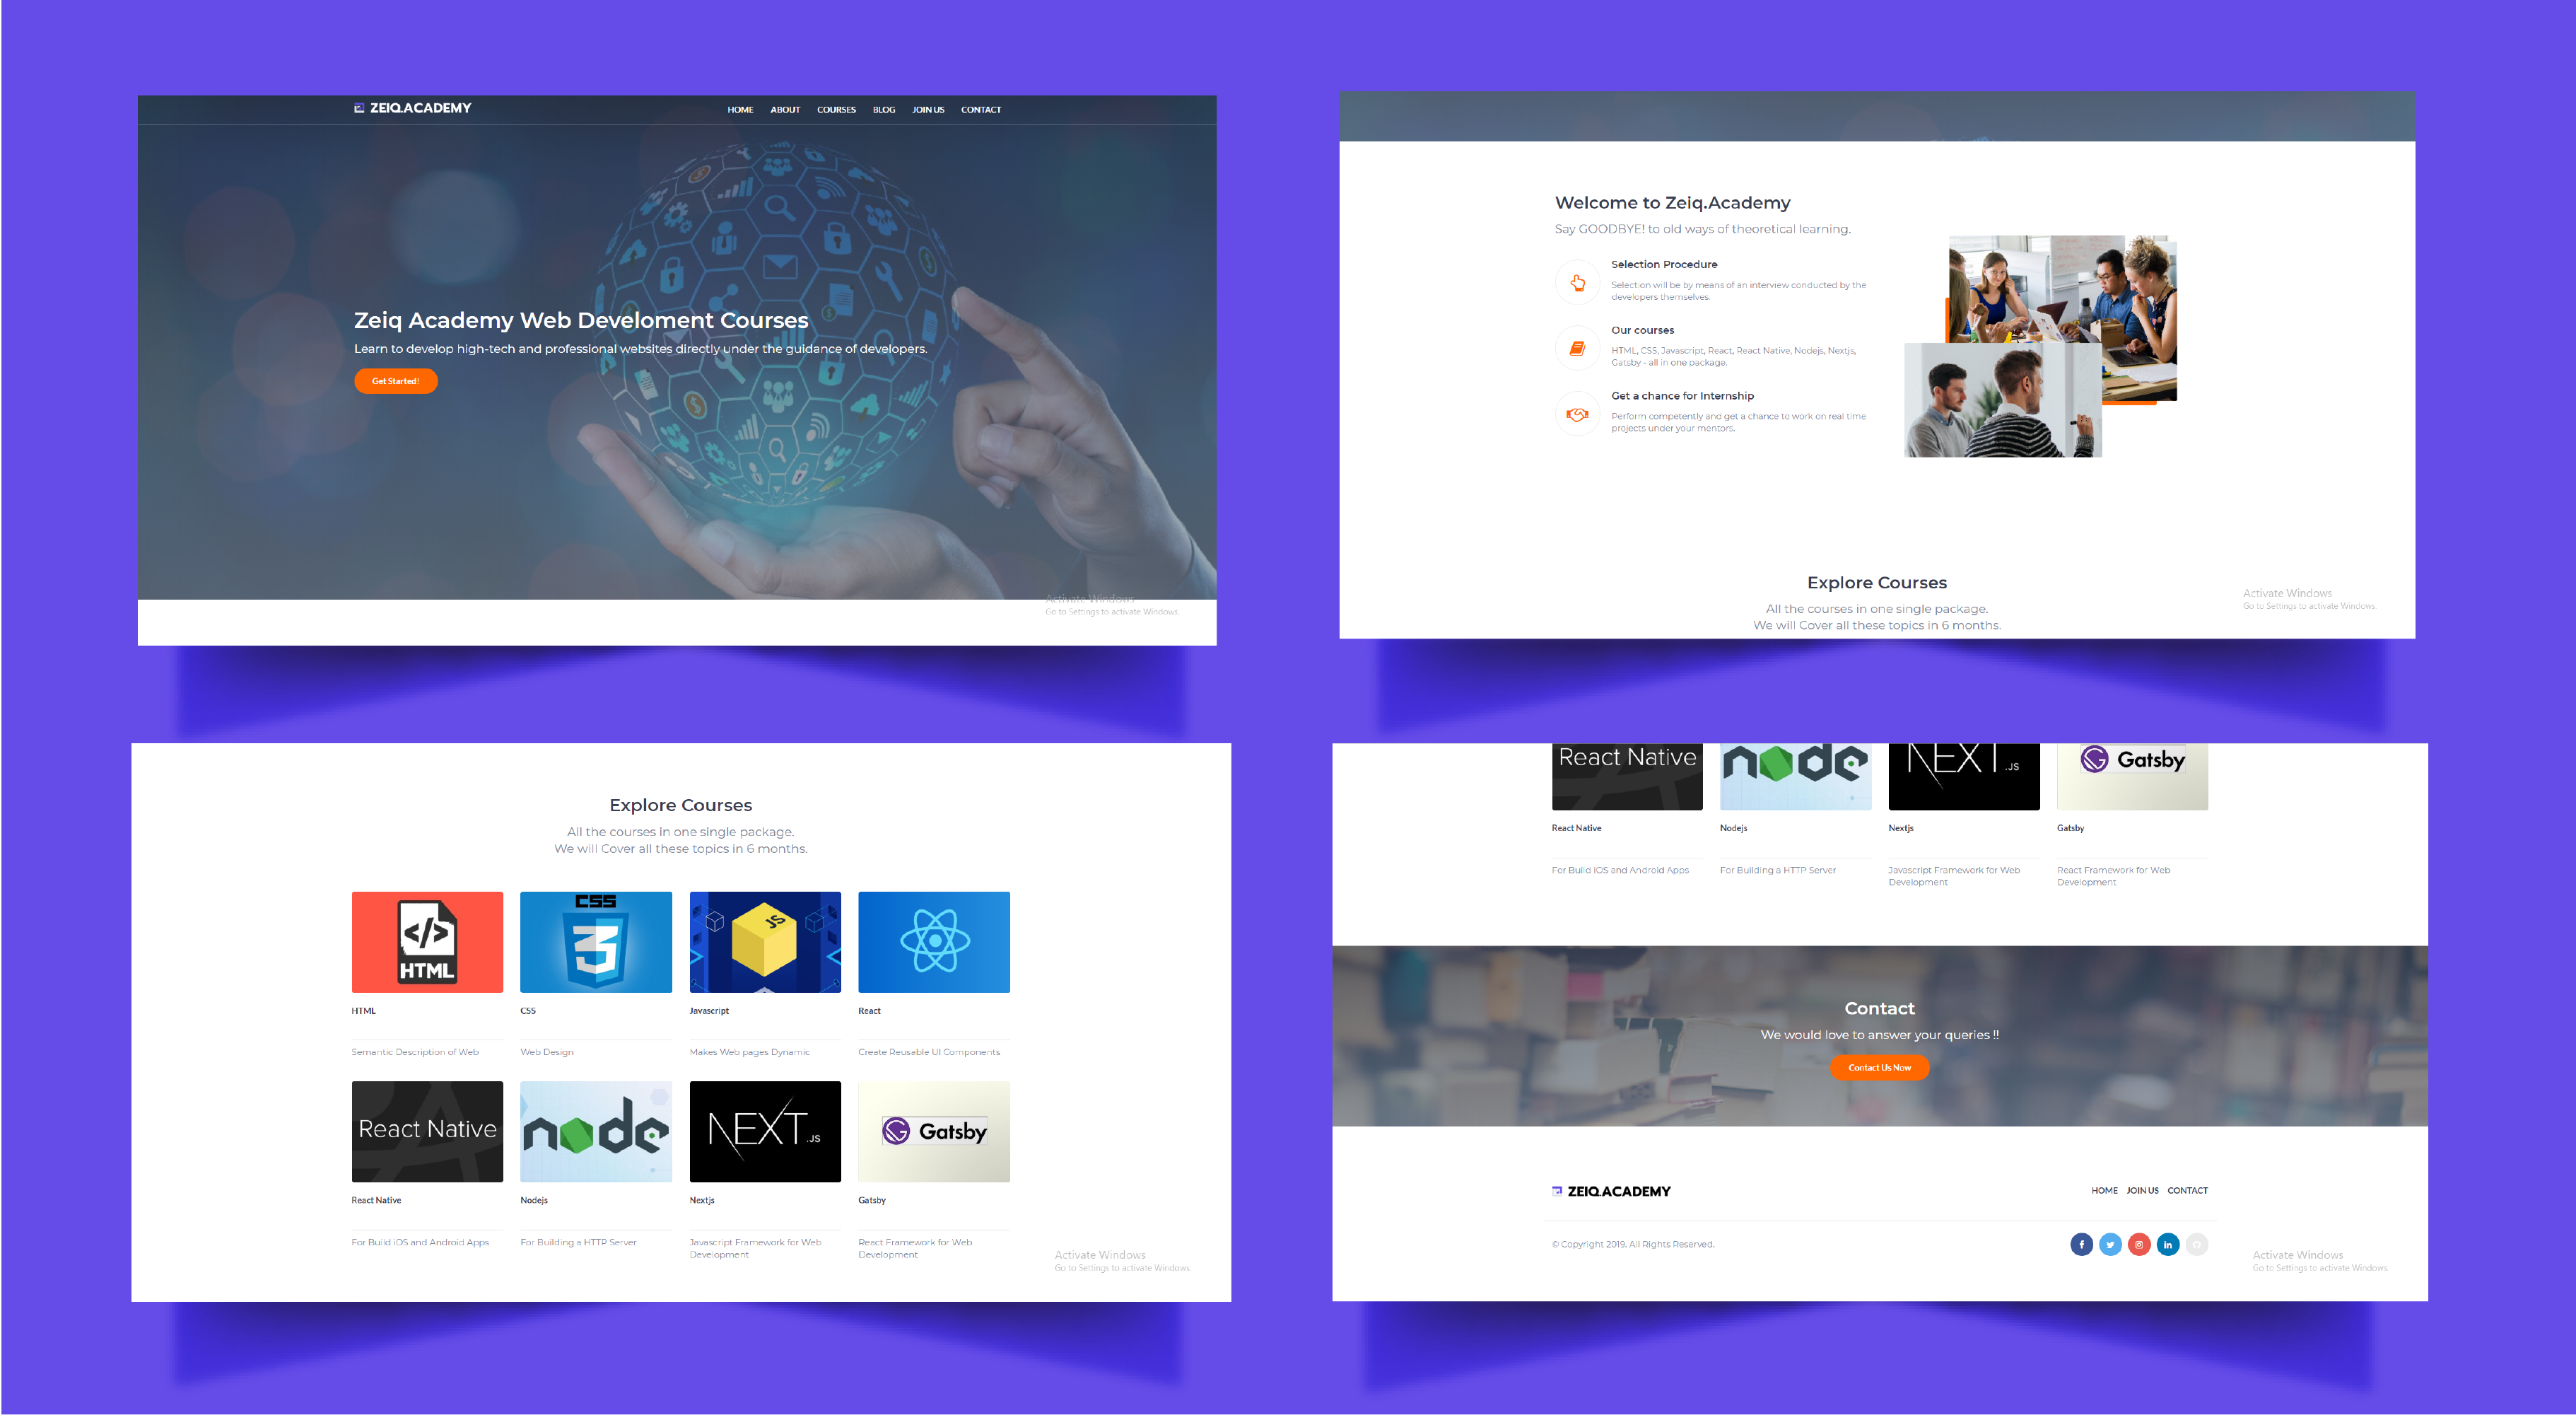 ZEIQ.ACADEMY
HOME ABOUT COURSES BLOG JOIN US CONTACT
Zeiq Academy Web Develoment Courses
Learn to develop high-tech and professional websites directly under the guidance of developers.
Get Started!
Activate Windows
Go to Settings to activate Windows.
Welcome to Zeiq.Academy
Say GOODBYE! to old ways of theoretical learning.
Selection Procedure
Selection will be by means of an interview conducted by the
developers themselves.
Our courses
HTML, CSS, Javascript, React, React Native, Nodejs, Nextjs,
Gatsby - all in one package.
Get a chance for Internship
Perform competently and get a chance to work on real time
projects under your mentors.
Explore Courses
All the courses in one single package.
We will Cover all these topics in 6 months.
Activate Windows
Go to Settings to activate Windows.
Explore Courses
All the courses in one single package.
We will Cover all these topics in 6 months.
</> HTML
CSS 3
JS
HTML CSS Javascript React
Semantic Description of Web
Web Design
Makes Web pages Dynamic
Create Reusable UI Components
React Native
node
NEXT.JS
Gatsby
React Native Nodejs Nextjs Gatsby
For Build iOS and Android Apps
For Building a HTTP Server
Javascript Framework for Web
Development
React Framework for Web
Development
Activate Windows
Go to Settings to activate Windows.
React Native
node
NEXT.JS
Gatsby
React Native Nodejs Nextjs Gatsby
For Build iOS and Android Apps
For Building a HTTP Server
Javascript Framework for Web
Development
React Framework for Web
Development
Contact
We would love to answer your queries !!
Contact Us Now
ZEIQ.ACADEMY
HOME JOIN US CONTACT
© Copyright 2019, All Rights Reserved.
f in
Activate Windows
Go to Settings to activate Windows.